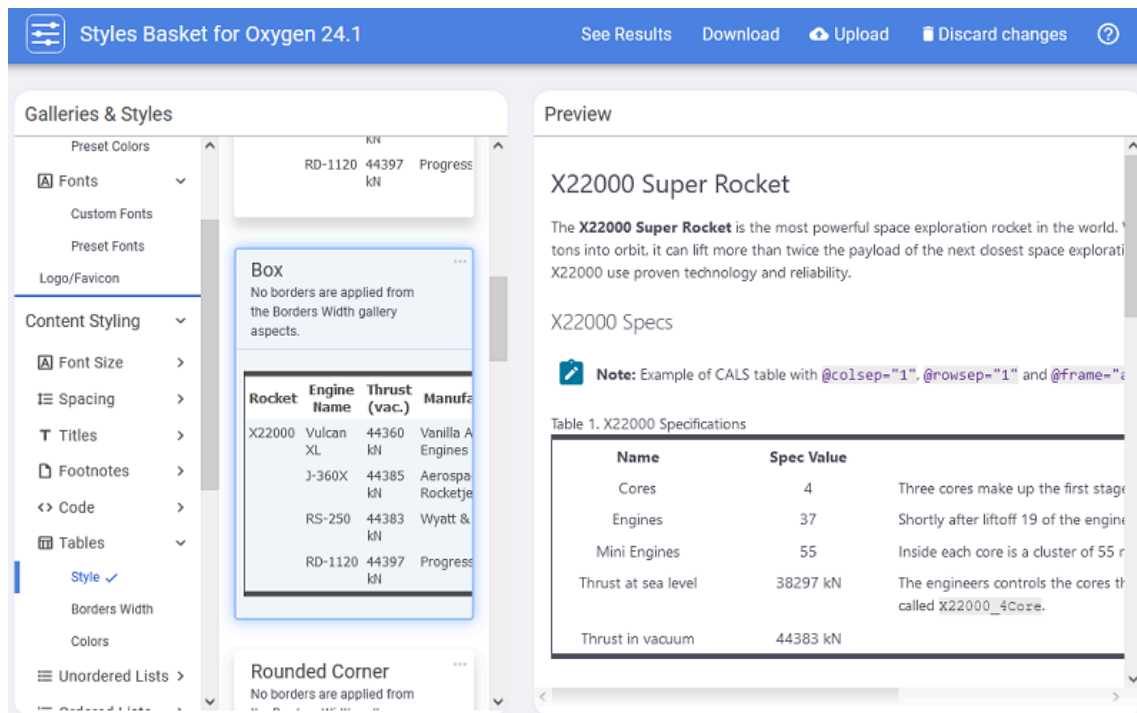 Styles Basket for Oxygen 24.1
See Results
Download
Upload
Discard changes
Galleries & Styles
Preset Colors
Fonts
Custom Fonts
Preset Fonts
Logo/Favicon
Content Styling
Font Size
Spacing
Titles
Footnotes
Code
Tables
Style
Borders Width
Colors
Unordered Lists
Ordered Lists
kN
RD-1120 44397 Progress
kN
Box
No borders are applied from
the Borders Width gallery
aspects.
Rocket Engine Name Thrust (vac.) Manufa
X22000 Vulcan 44360 Vanilla A
XL kN Engines
J-360X 44385 Aerospa
kN Rocketje
RS-250 44383 Wyatt &
kN
RD-1120 44397 Progress
kN
Rounded Corner
No borders are applied from
Preview
X22000 Super Rocket
The X22000 Super Rocket is the most powerful space exploration rocket in the world.
tons into orbit, it can lift more than twice the payload of the next closest space explorati
X22000 use proven technology and reliability.
X22000 Specs
Note: Example of CALS table with @colsep="1", @rowsep="1" and @frame="a
Table 1. X22000 Specifications
Name Spec Value
Cores 4 Three cores make up the first stage
Engines 37 Shortly after liftoff 19 of the engine
Mini Engines 55 Inside each core is a cluster of 55
Thrust at sea level 38297 kN The engineers controls the cores th
called X22000_4Core.
Thrust in vacuum 44383 kN